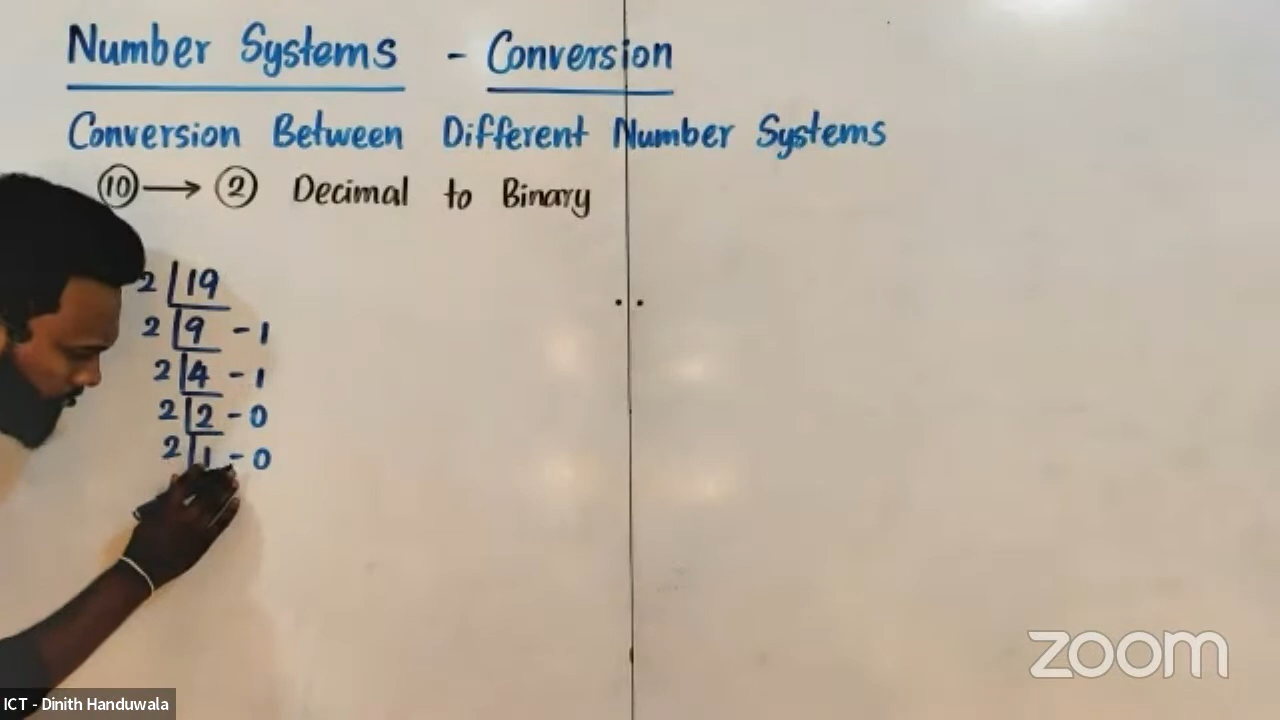 Number Systems - Conversion
Conversion Between Different Number Systems
10 → 2 Decimal to Binary
2 | 19
2 | 9 - 1
2 | 4 - 1
2 | 2 - 0
2 | 1 - 0
zoom
ICT - Dinith Handuwala